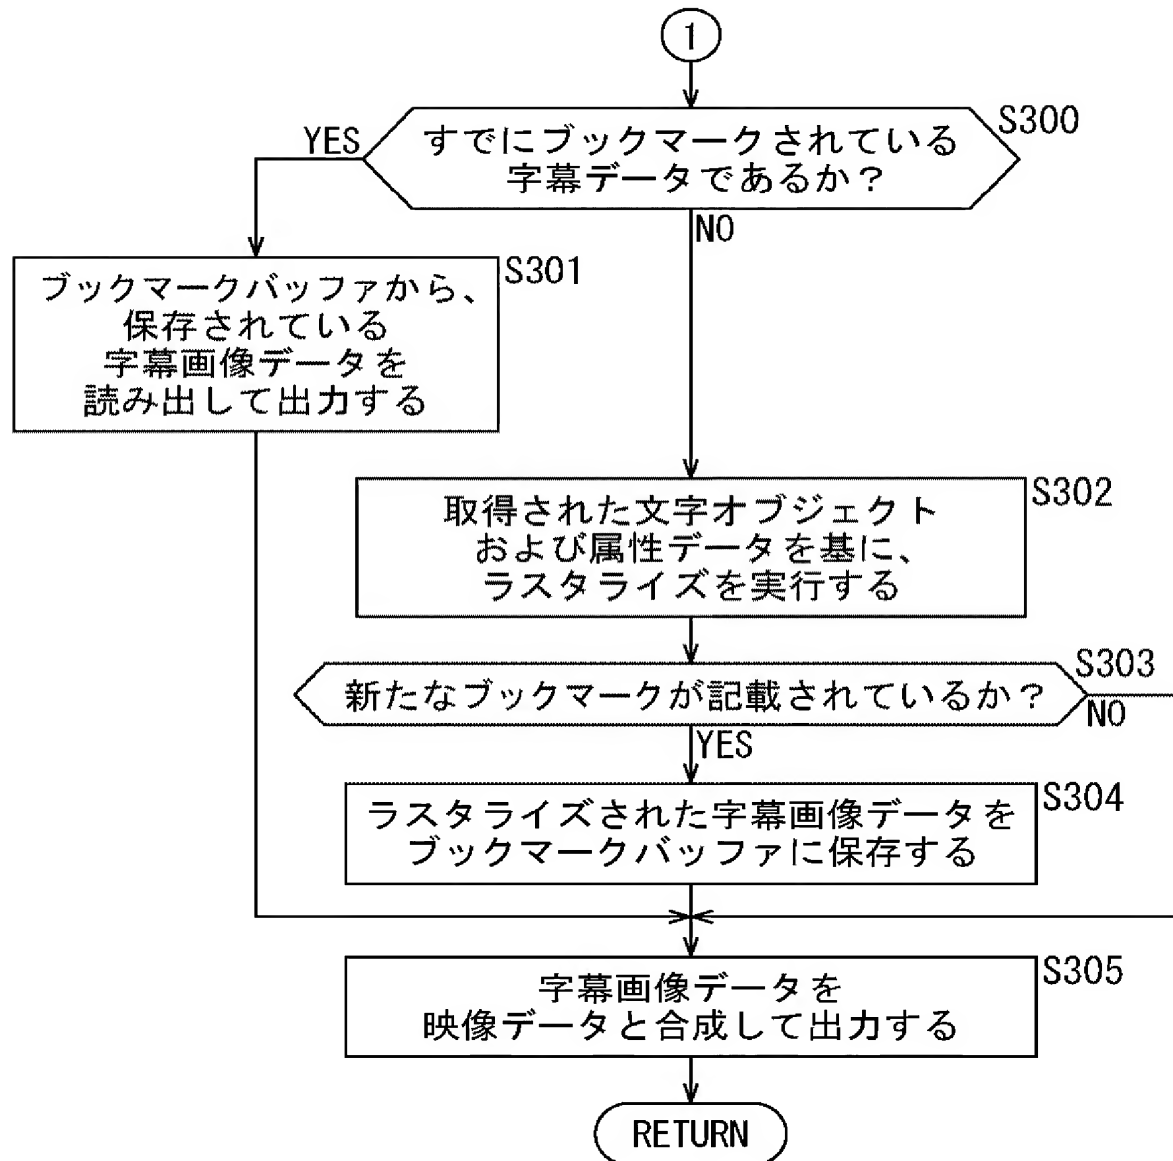 1
S300
YES
すでにブックマークされている
字幕データであるか？
NO
S301
ブックマークバッファから、
保存されている
字幕画像データを
読み出して出力する
S302
取得された文字オブジェクト
および属性データを基に、
ラスタライズを実行する
S303
新たなブックマークが記載されているか？
NO
YES
S304
ラスタライズされた字幕画像データを
ブックマークバッファに保存する
S305
字幕画像データを
映像データと合成して出力する
RETURN